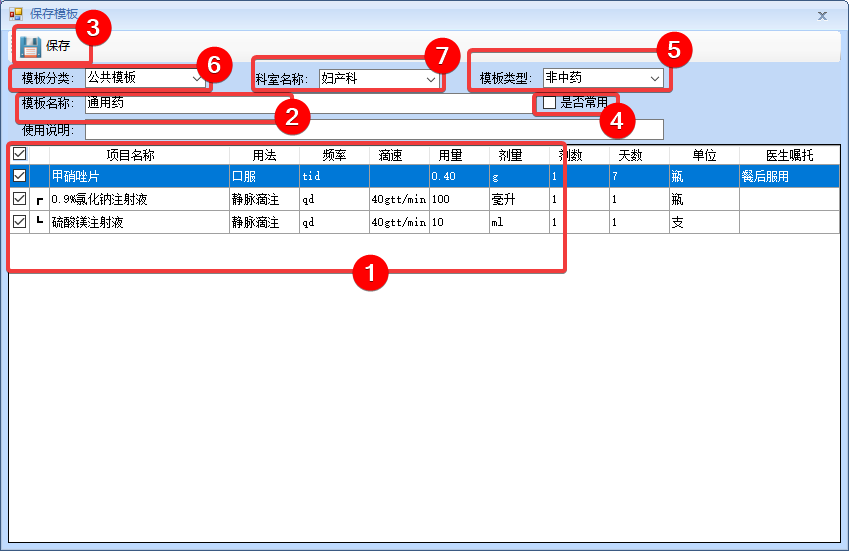 保存模板
3
保存
6
7
5
模板分类: 公共模板 科室名称: 妇产科 模板类型: 非中药
模板名称: 通用药 是否常用
2
4
使用说明:
项目名称 用法 频率 滴速 用量 剂量 剂数 天数 单位 医生嘱托
甲硝唑片 口服 tid 0.40 g 1 7 瓶 餐后服用
┏ 0.9%氯化钠注射液 静脉滴注 qd 40gtt/min 100 毫升 1 1 瓶
┗ 硫酸镁注射液 静脉滴注 qd 40gtt/min 10 ml 1 1 支
1